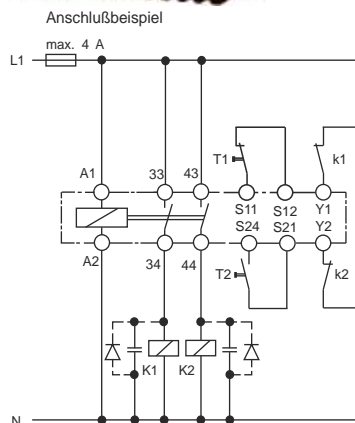 Anschlußbeispiel
max. 4 A
L1
T1
k1
A1
33
43
S11
S12
Y1
S24
S21
Y2
A2
34
44
T2
k2
K1
K2
N